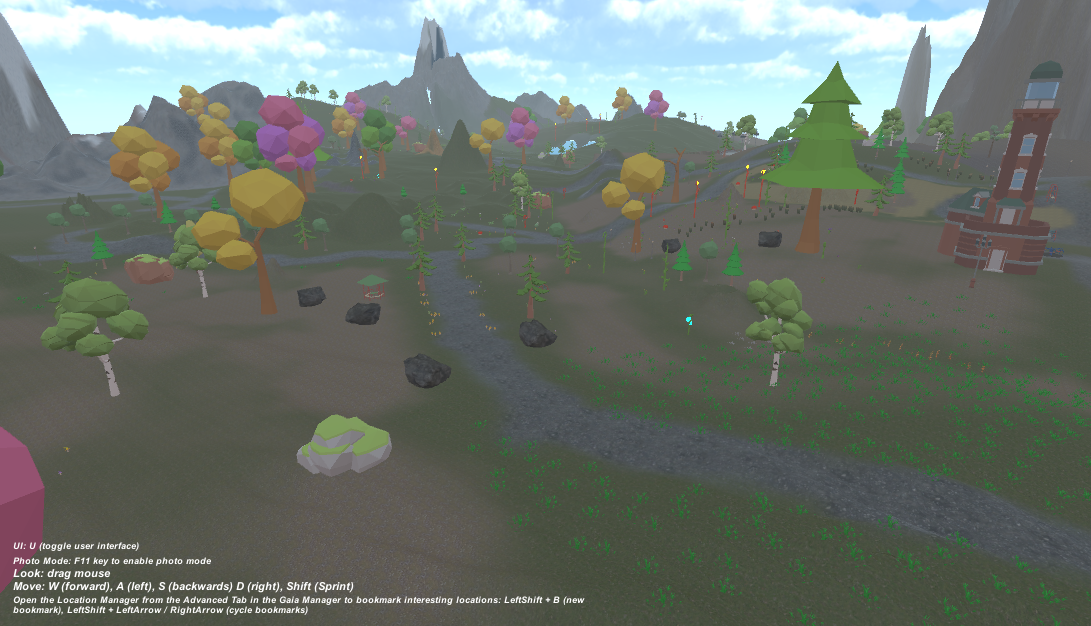 UI: U (toggle user interface)
Photo Mode: F11 key to enable photo mode
Look: drag mouse
Move: W (forward), A (left), S (backwards) D (right), Shift (Sprint)
Open the Location Manager from the Advanced Tab in the Gaia Manager to bookmark interesting locations: LeftShift + B (new
bookmark), LeftShift + LeftArrow / RightArrow (cycle bookmarks)